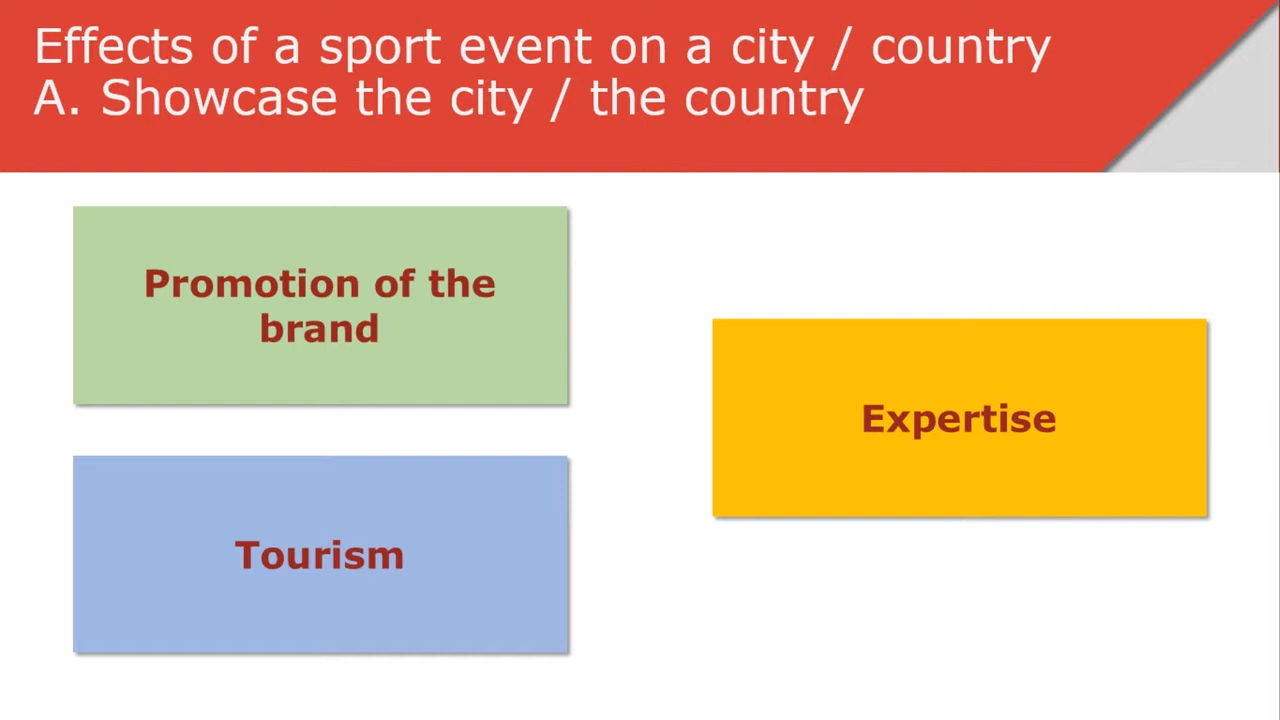 Effects of a sport event on a city / country
A. Showcase the city / the country
Promotion of the
brand
Tourism
Expertise